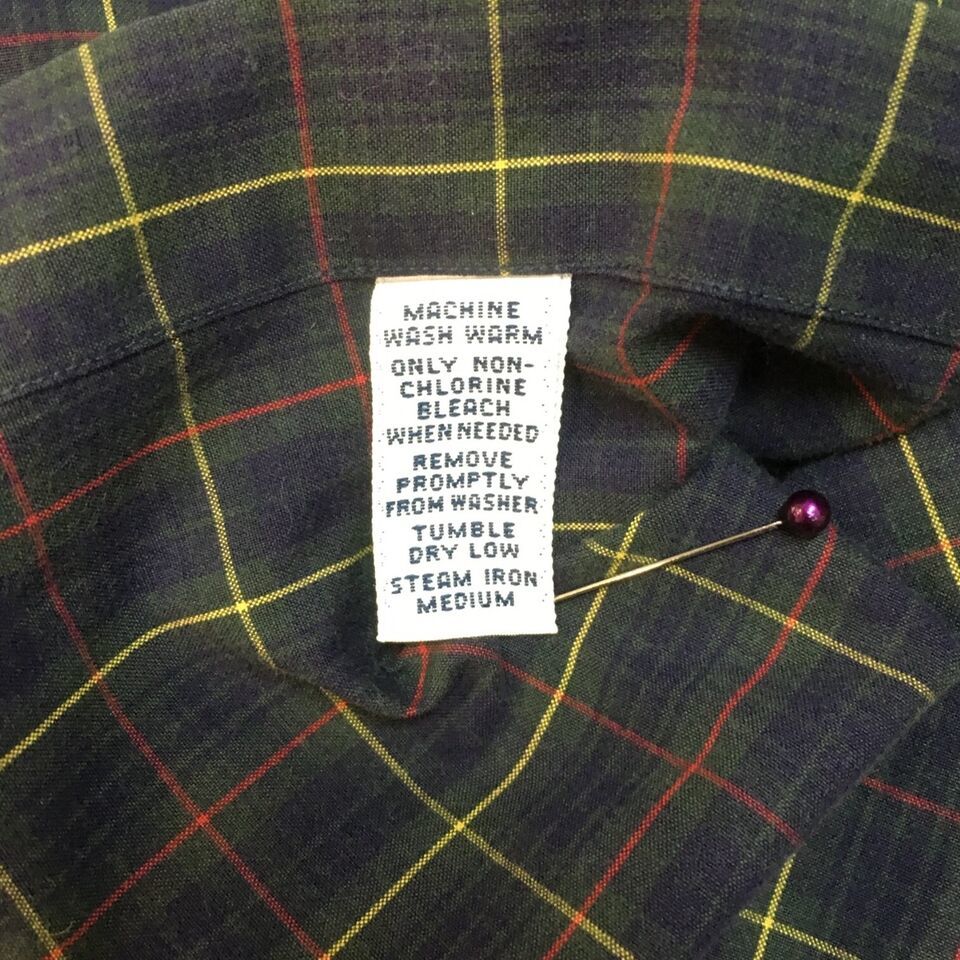 MACHINE
WASH WARM
ONLY NON-
CHLORINE
BLEACH
WHEN NEEDED
REMOVE
PROMPTLY
FROM WASHER
TUMBLE
DRY LOW
STEAM IRON
MEDIUM